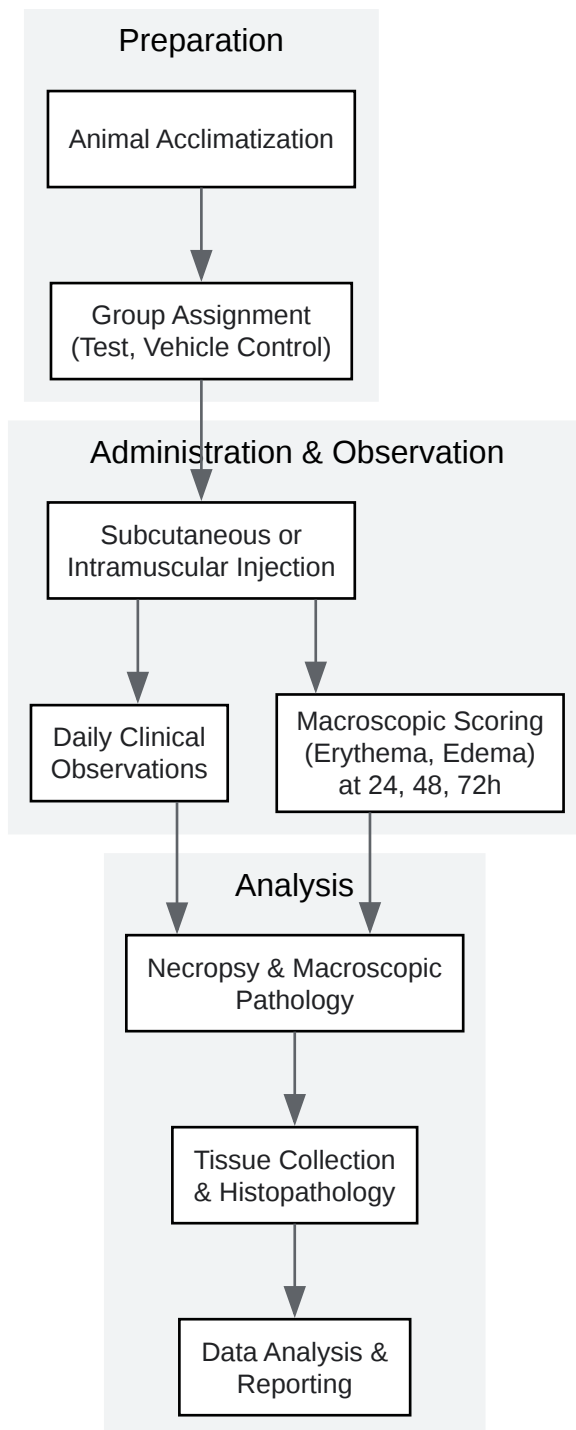 Preparation
Animal Acclimatization
Group Assignment
(Test, Vehicle Control)
Administration & Observation
Subcutaneous or
Intramuscular Injection
Daily Clinical
Observations
Macroscopic Scoring
(Erythema, Edema)
at 24, 48, 72h
Analysis
Necropsy & Macroscopic
Pathology
Tissue Collection
& Histopathology
Data Analysis &
Reporting